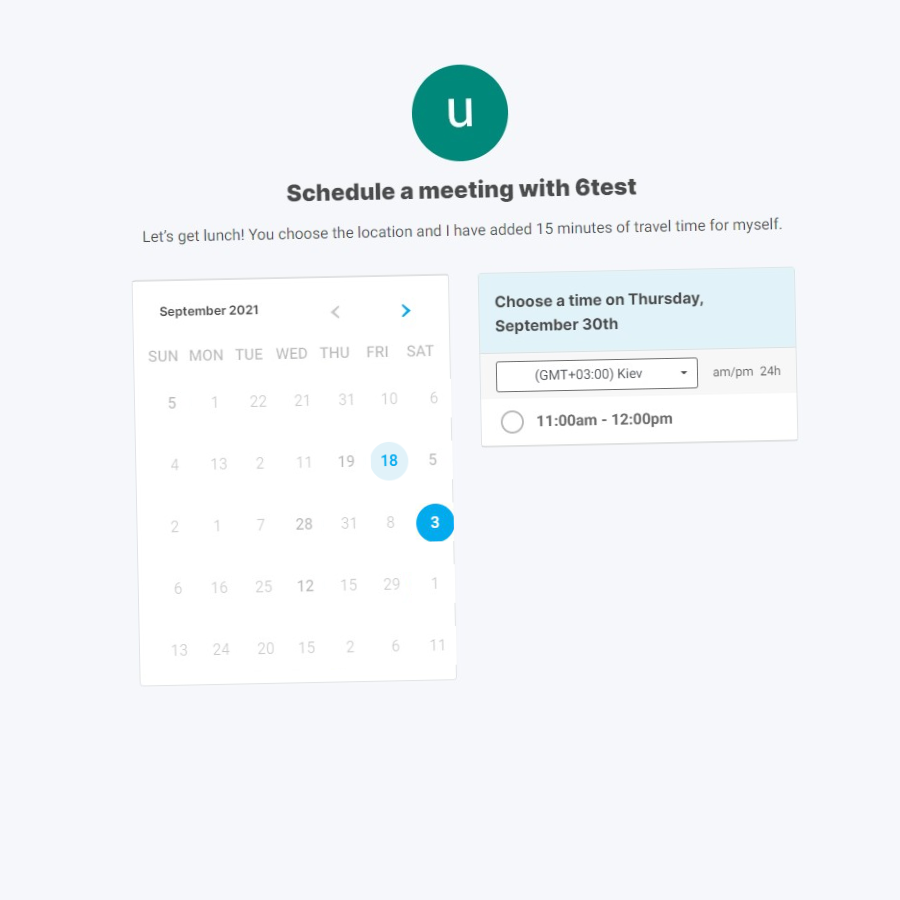 u
Schedule a meeting with 6test
Let's get lunch! You choose the location and I have added 15 minutes of travel time for myself.
September 2021
SUN MON TUE WED THU FRI SAT
5 1 22 21 31 10 6
4 13 2 11 19 18 5
2 1 7 28 31 8 3
6 16 25 12 15 29 1
13 24 20 15 2 6 11
Choose a time on Thursday,
September 30th
(GMT+03:00) Kiev am/pm 24h
11:00am - 12:00pm